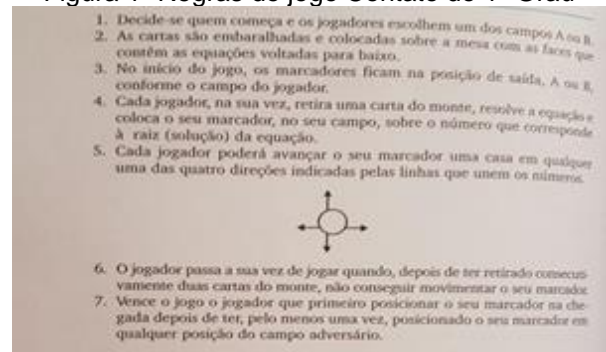 Figura 1- Regras do jogo Contato do 1º Grau
1. Decide-se quem começa e os jogadores escolhem um dos campos A ou B.
2. As cartas são embaralhadas e colocadas sobre a mesa com as faces que
contêm as equações voltadas para baixo.
3. No início do jogo, os marcadores ficam na posição de saída, A ou B,
conforme o campo do jogador.
4. Cada jogador, na sua vez, retira uma carta do monte, resolve a equação e
coloca o seu marcador, no seu campo, sobre o número que corresponde
à raiz (solução) da equação.
5. Cada jogador poderá avançar o seu marcador uma casa em qualquer
uma das quatro direções indicadas pelas linhas que unem os números.
6. O jogador passa a sua vez de jogar quando, depois de ter retirado consecuti-
vamente duas cartas do monte, não conseguir movimentar o seu marcador.
7. Vence o jogo o jogador que primeiro posicionar o seu marcador na che-
gada depois de ter, pelo menos uma vez, posicionado o seu marcador em
qualquer posição do campo adversário.